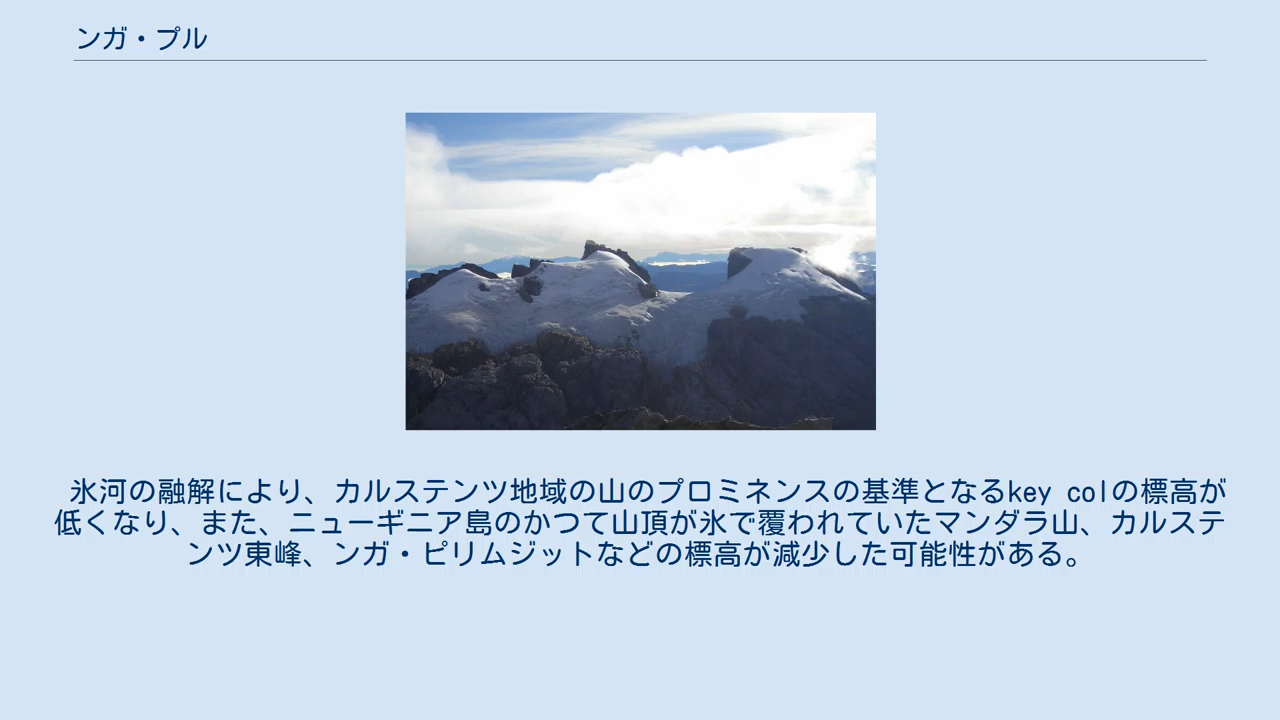 ンガ・プル
氷河の融解により、カルステンツ地域の山のプロミネンスの基準となるkey colの標高が
低くなり、また、ニューギニア島のかつて山頂が氷で覆われていたマンダラ山、カルステ
ンツ東峰、ンガ・ピリムジットなどの標高が減少した可能性がある。